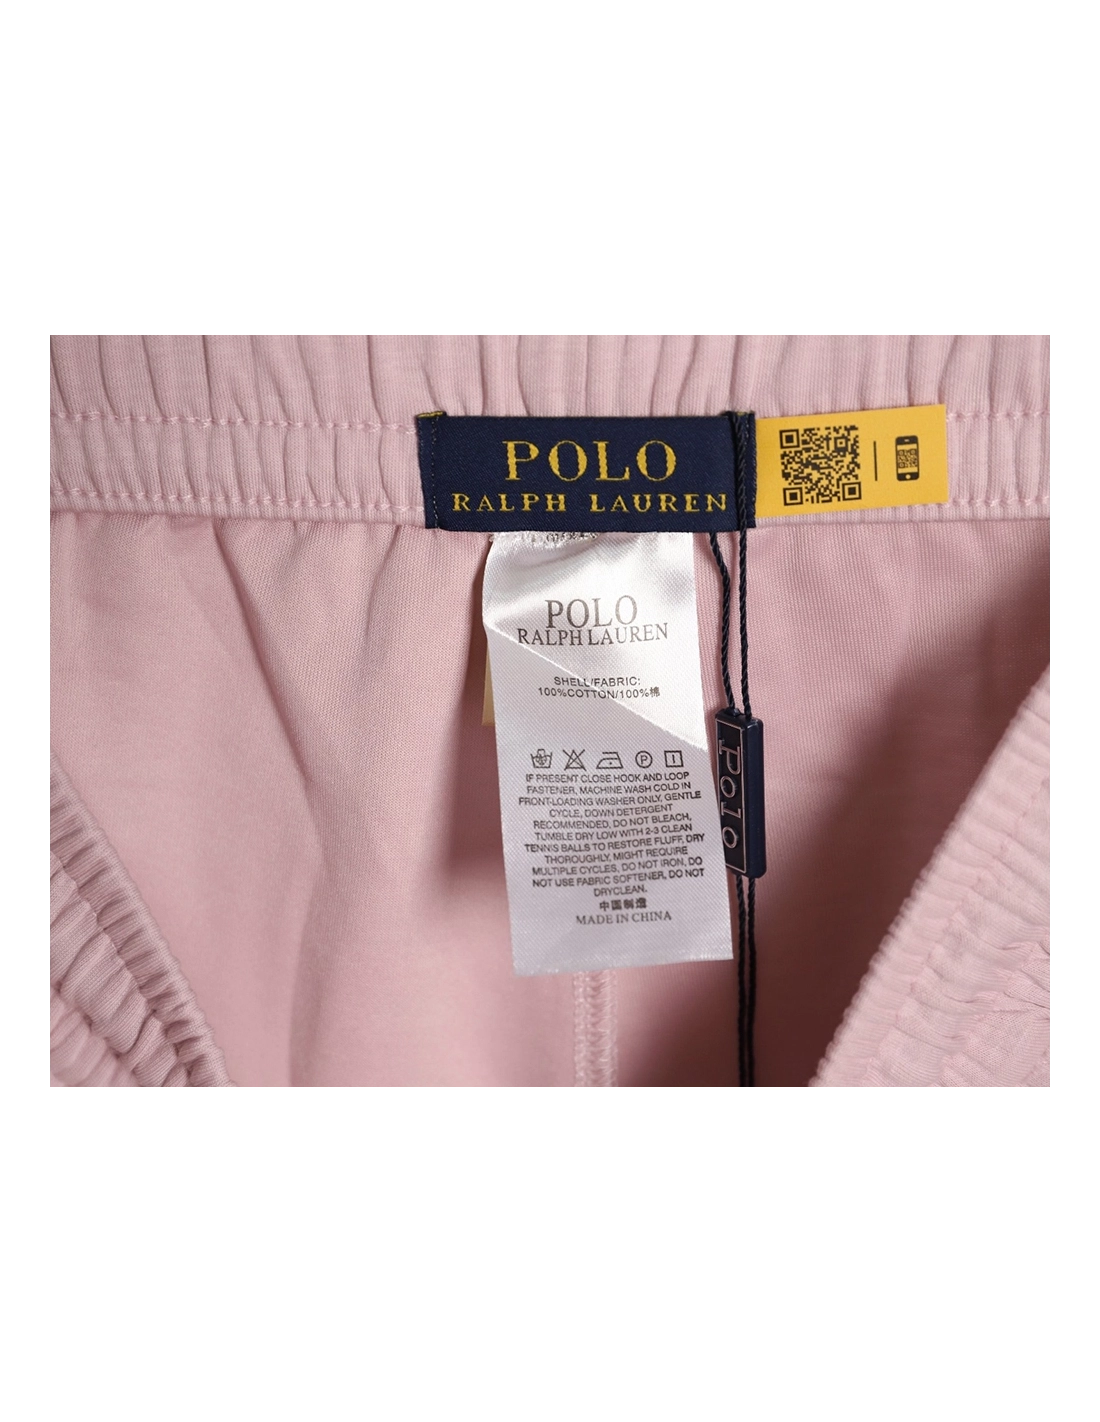 POLO
RALPH LAUREN
POLO
RALPH LAUREN
SHELL/FABRIC:
100%COTTON/100%棉
P
IF PRESENT CLOSE HOOK AND LOOP
FASTENER, MACHINE WASH COLD IN
FRONT-LOADING WASHER ONLY, GENTLE
CYCLE, DOWN DETERGENT
RECOMMENDED, DO NOT BLEACH,
TUMBLE DRY LOW WITH 2-3 CLEAN
TENNIS BALLS TO RESTORE FLUFF, DRY
THOROUGHLY, MIGHT REQUIRE
MULTIPLE CYCLES, DO NOT IRON, DO
NOT USE FABRIC SOFTENER, DO NOT
DRYCLEAN.
中国制造
MADE IN CHINA
Polo